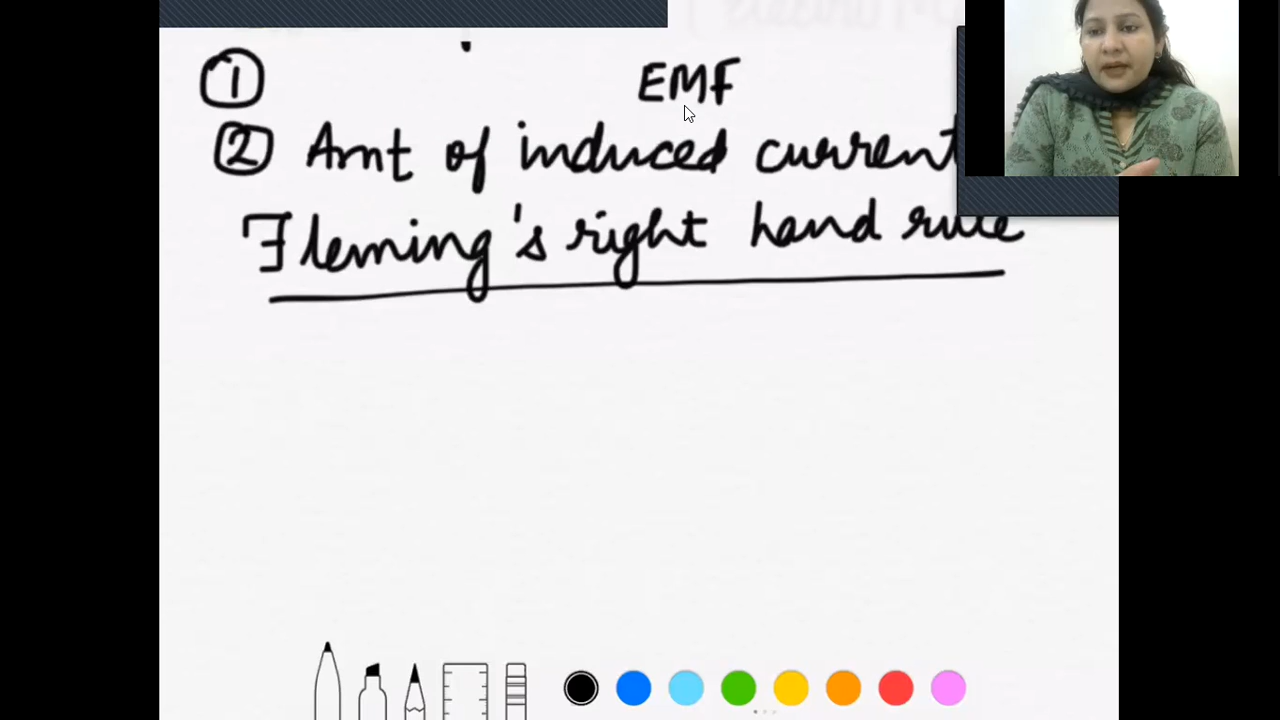 ① EMF
② Amt of induced current
Fleming's right hand rule